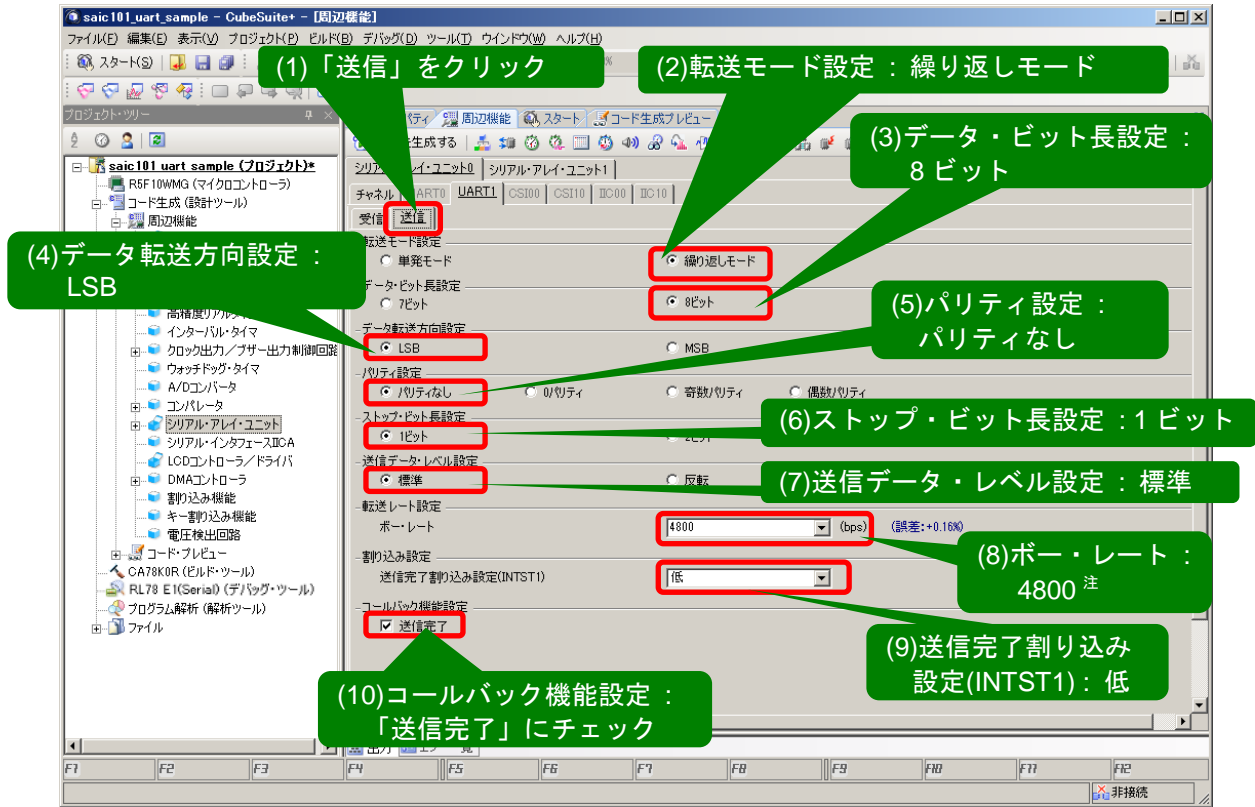 saic101_uart_sample - CubeSuite+ - [周辺機能]
ファイル(F) 編集(E) 表示(V) プロジェクト(P) ビルド(B) デバッグ(D) ツール(T) ウインドウ(W) ヘルプ(H)
スタート(S)
(1)「送信」をクリック
(2)転送モード設定 : 繰り返しモード
プロジェクト・ツリー
周辺機能
スタート
コード生成プレビュー
(3)データ・ビット長設定 :
8 ビット
saic101_uart_sample (プロジェクト)*
R5F10WMG (マイクロコントローラ)
コード生成 (設計ツール)
周辺機能
シリアル・アレイ・ユニット1
チャネル
UART1 CSI00 CSI10 IIC00 IIC10
受信 送信
(4)データ転送方向設定 :
LSB
転送モード設定
単発モード
繰り返しモード
データ・ビット長設定
7ビット
8ビット
データ転送方向設定
LSB
MSB
(5)パリティ設定 :
パリティなし
インターバル・タイマ
クロック出力/ブザー出力制御回路
ウォッチドッグ・タイマ
A/Dコンバータ
コンパレータ
シリアル・アレイ・ユニット
シリアル・インタフェースIICA
LCDコントローラ/ドライバ
DMAコントローラ
割り込み機能
キー割り込み機能
電圧検出回路
コード・プレビュー
CA78K0R (ビルド・ツール)
RL78 E1(Serial) (デバッグ・ツール)
プログラム解析 (解析ツール)
ファイル
パリティ設定
パリティなし
0パリティ
奇数パリティ
偶数パリティ
ストップ・ビット長設定
1ビット
(6)ストップ・ビット長設定 : 1 ビット
送信データ・レベル設定
標準
反転
(7)送信データ・レベル設定 : 標準
転送レート設定
ボー・レート
4800
(bps)
(誤差:+0.16%)
(8)ボー・レート :
4800 注
割り込み設定
送信完了割り込み設定(INTST1)
低
コールバック機能設定
送信完了
(9)送信完了割り込み
設定(INTST1) : 低
(10)コールバック機能設定 :
「送信完了」にチェック
F1 F2 F3 F4 F5 F6 F7 F8 F9 F10 F11 F12
非接続